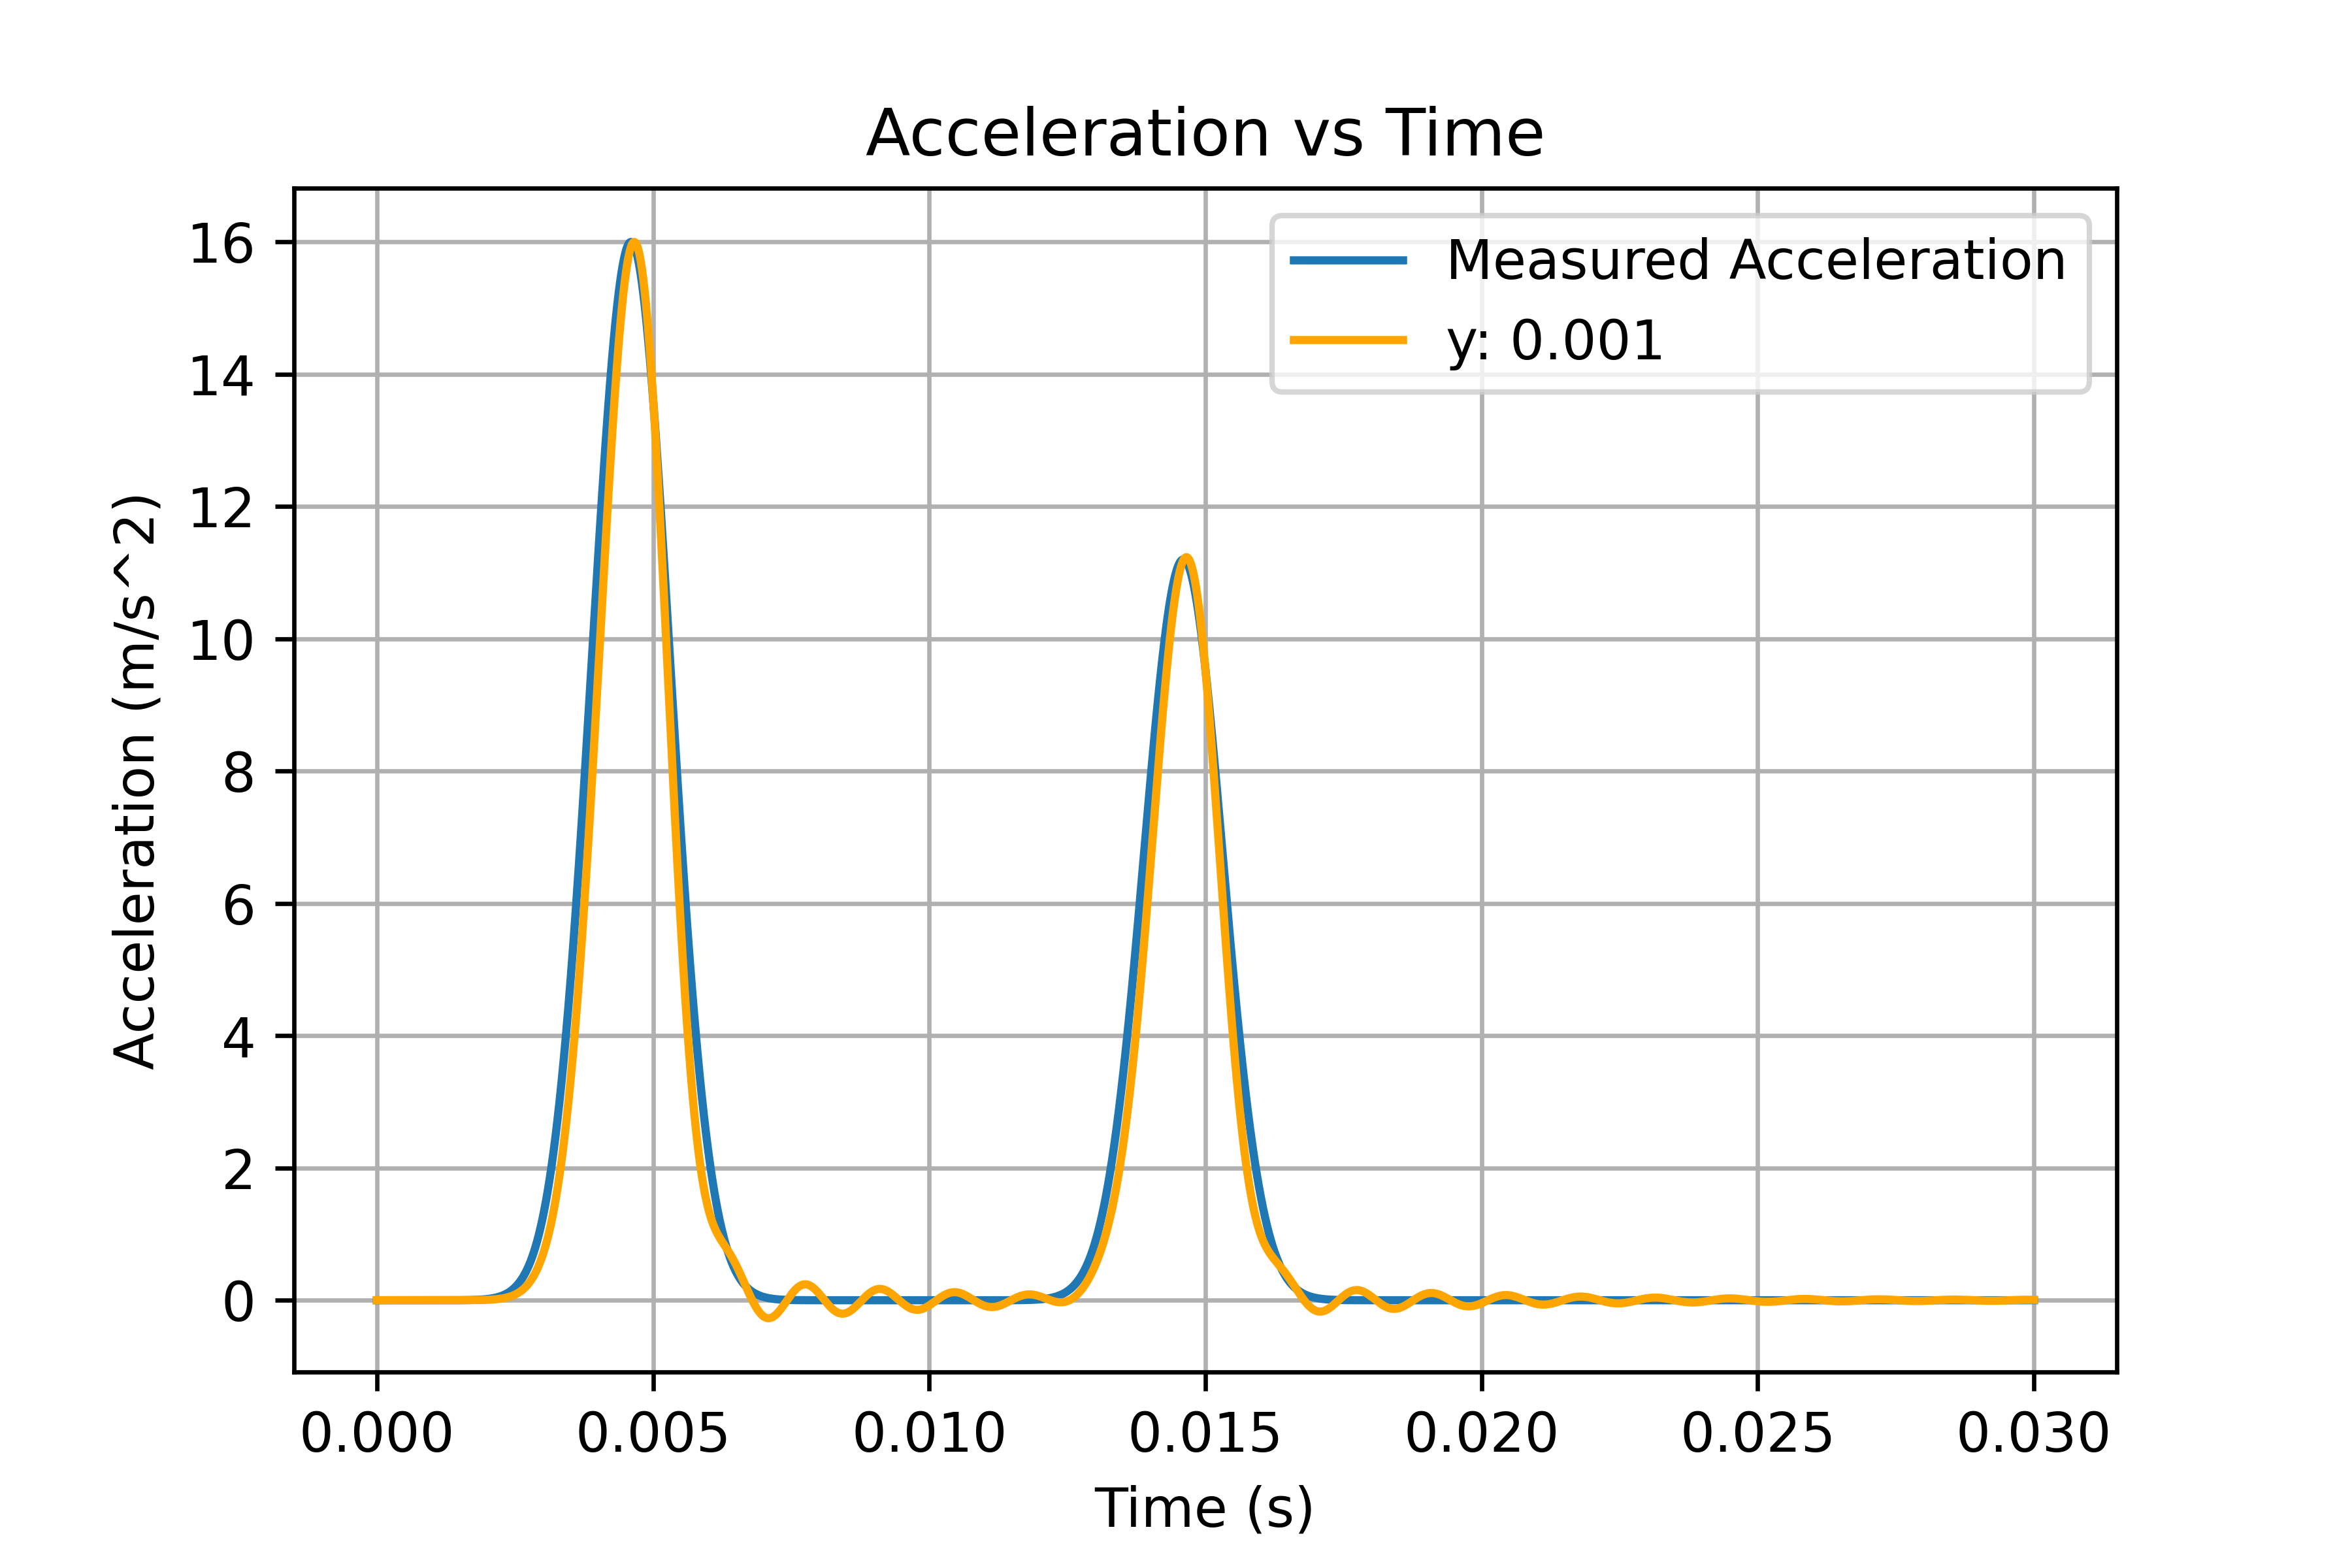 Acceleration vs Time
Measured Acceleration
y: 0.001
Acceleration (m/s^2)
16
14
12
10
8
6
4
2
0
0.000 0.005 0.010 0.015 0.020 0.025 0.030
Time (s)